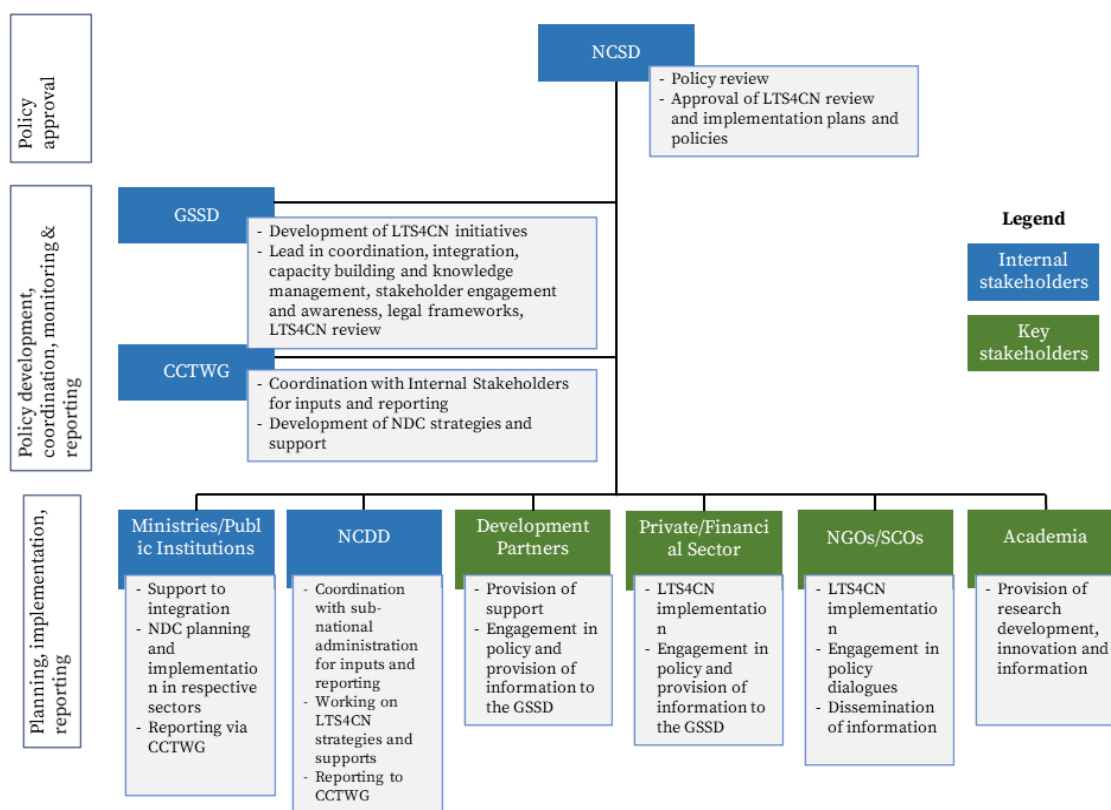 Policy
approval
NCSD
- Policy review
- Approval of LTS4CN review
and implementation plans and
policies
Policy development,
coordination, monitoring &
reporting
GSSD
- Development of LTS4CN initiatives
- Lead in coordination, integration,
capacity building and knowledge
management, stakeholder engagement
and awareness, legal frameworks,
LTS4CN review
CCTWG
- Coordination with Internal Stakeholders
for inputs and reporting
- Development of NDC strategies and
support
Legend
Internal
stakeholders
Key
stakeholders
Planning, implementation,
reporting
Ministries/Publ
ic Institutions
- Support to
integration
- NDC planning
and
implementatio
n in respective
sectors
- Reporting via
CCTWG
NCDD
- Coordination
with sub-
national
administration
for inputs and
reporting
- Working on
LTS4CN
strategies and
supports
- Reporting to
CCTWG
Development
Partners
- Provision of
support
- Engagement in
policy and
provision of
information to
the GSSD
Private/Financi
al Sector
- LTS4CN
implementatio
n
- Engagement in
policy and
provision of
information to
the GSSD
NGOs/SCOs
- LTS4CN
implementatio
n
- Engagement in
policy
dialogues
- Dissemination
of information
Academia
- Provision of
research
development,
innovation and
information